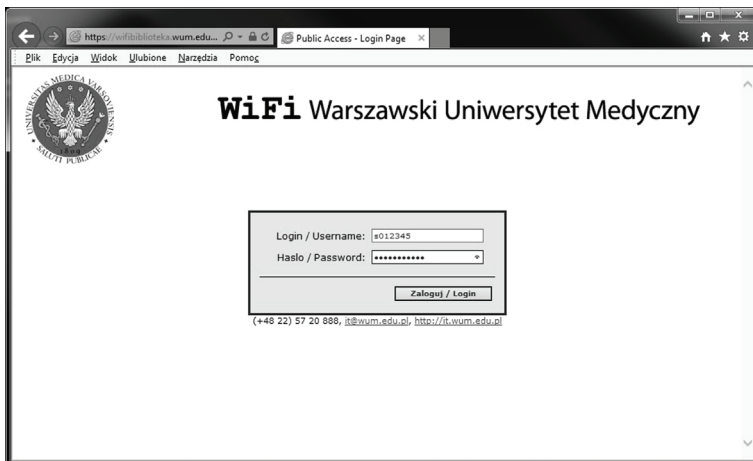 https://wifibiblioteka.wum.edu...
Public Access - Login Page
Plik Edycja Widok Ulubione Narzędzia Pomoc
UNIVERSITAS MEDICA VARSOVIENSIS
1809
SALUTI PUBLICAE
WiFi Warszawski Uniwersytet Medyczny
Login / Username: s012345
Haslo / Password: •••••••••••
Zaloguj / Login
(+48 22) 57 20 888, it@wum.edu.pl, http://it.wum.edu.pl